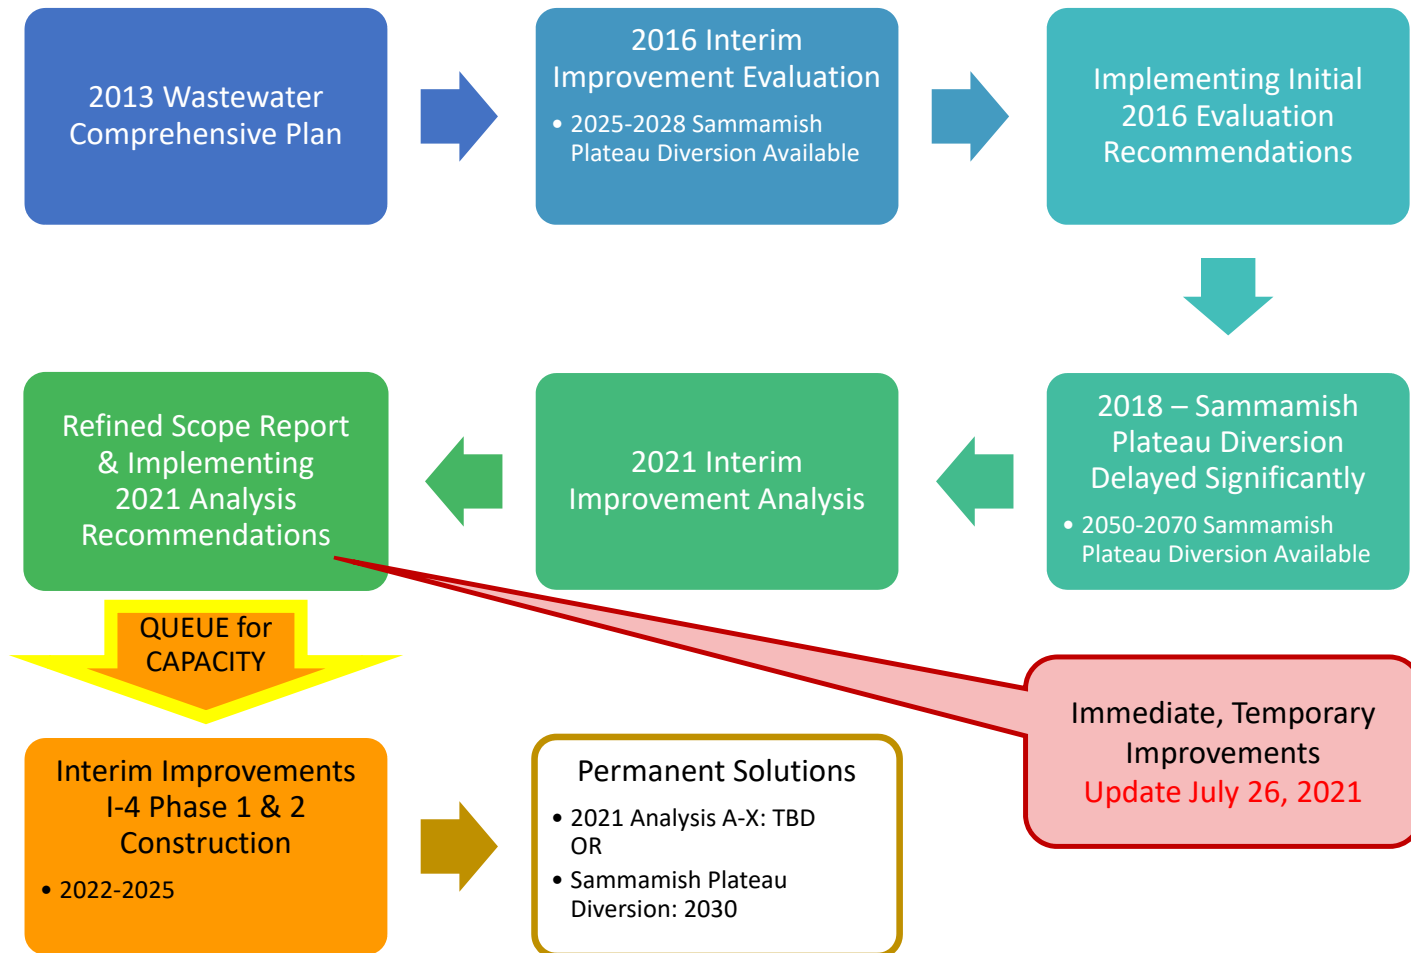 2013 Wastewater
Comprehensive Plan
2016 Interim
Improvement Evaluation
• 2025-2028 Sammamish
Plateau Diversion Available
Implementing Initial
2016 Evaluation
Recommendations
2018 – Sammamish
Plateau Diversion
Delayed Significantly
• 2050-2070 Sammamish
Plateau Diversion Available
2021 Interim
Improvement Analysis
Refined Scope Report
& Implementing
2021 Analysis
Recommendations
QUEUE for
CAPACITY
Immediate, Temporary
Improvements
Update July 26, 2021
Interim Improvements
I-4 Phase 1 & 2
Construction
• 2022-2025
Permanent Solutions
• 2021 Analysis A-X: TBD
OR
• Sammamish Plateau
Diversion: 2030